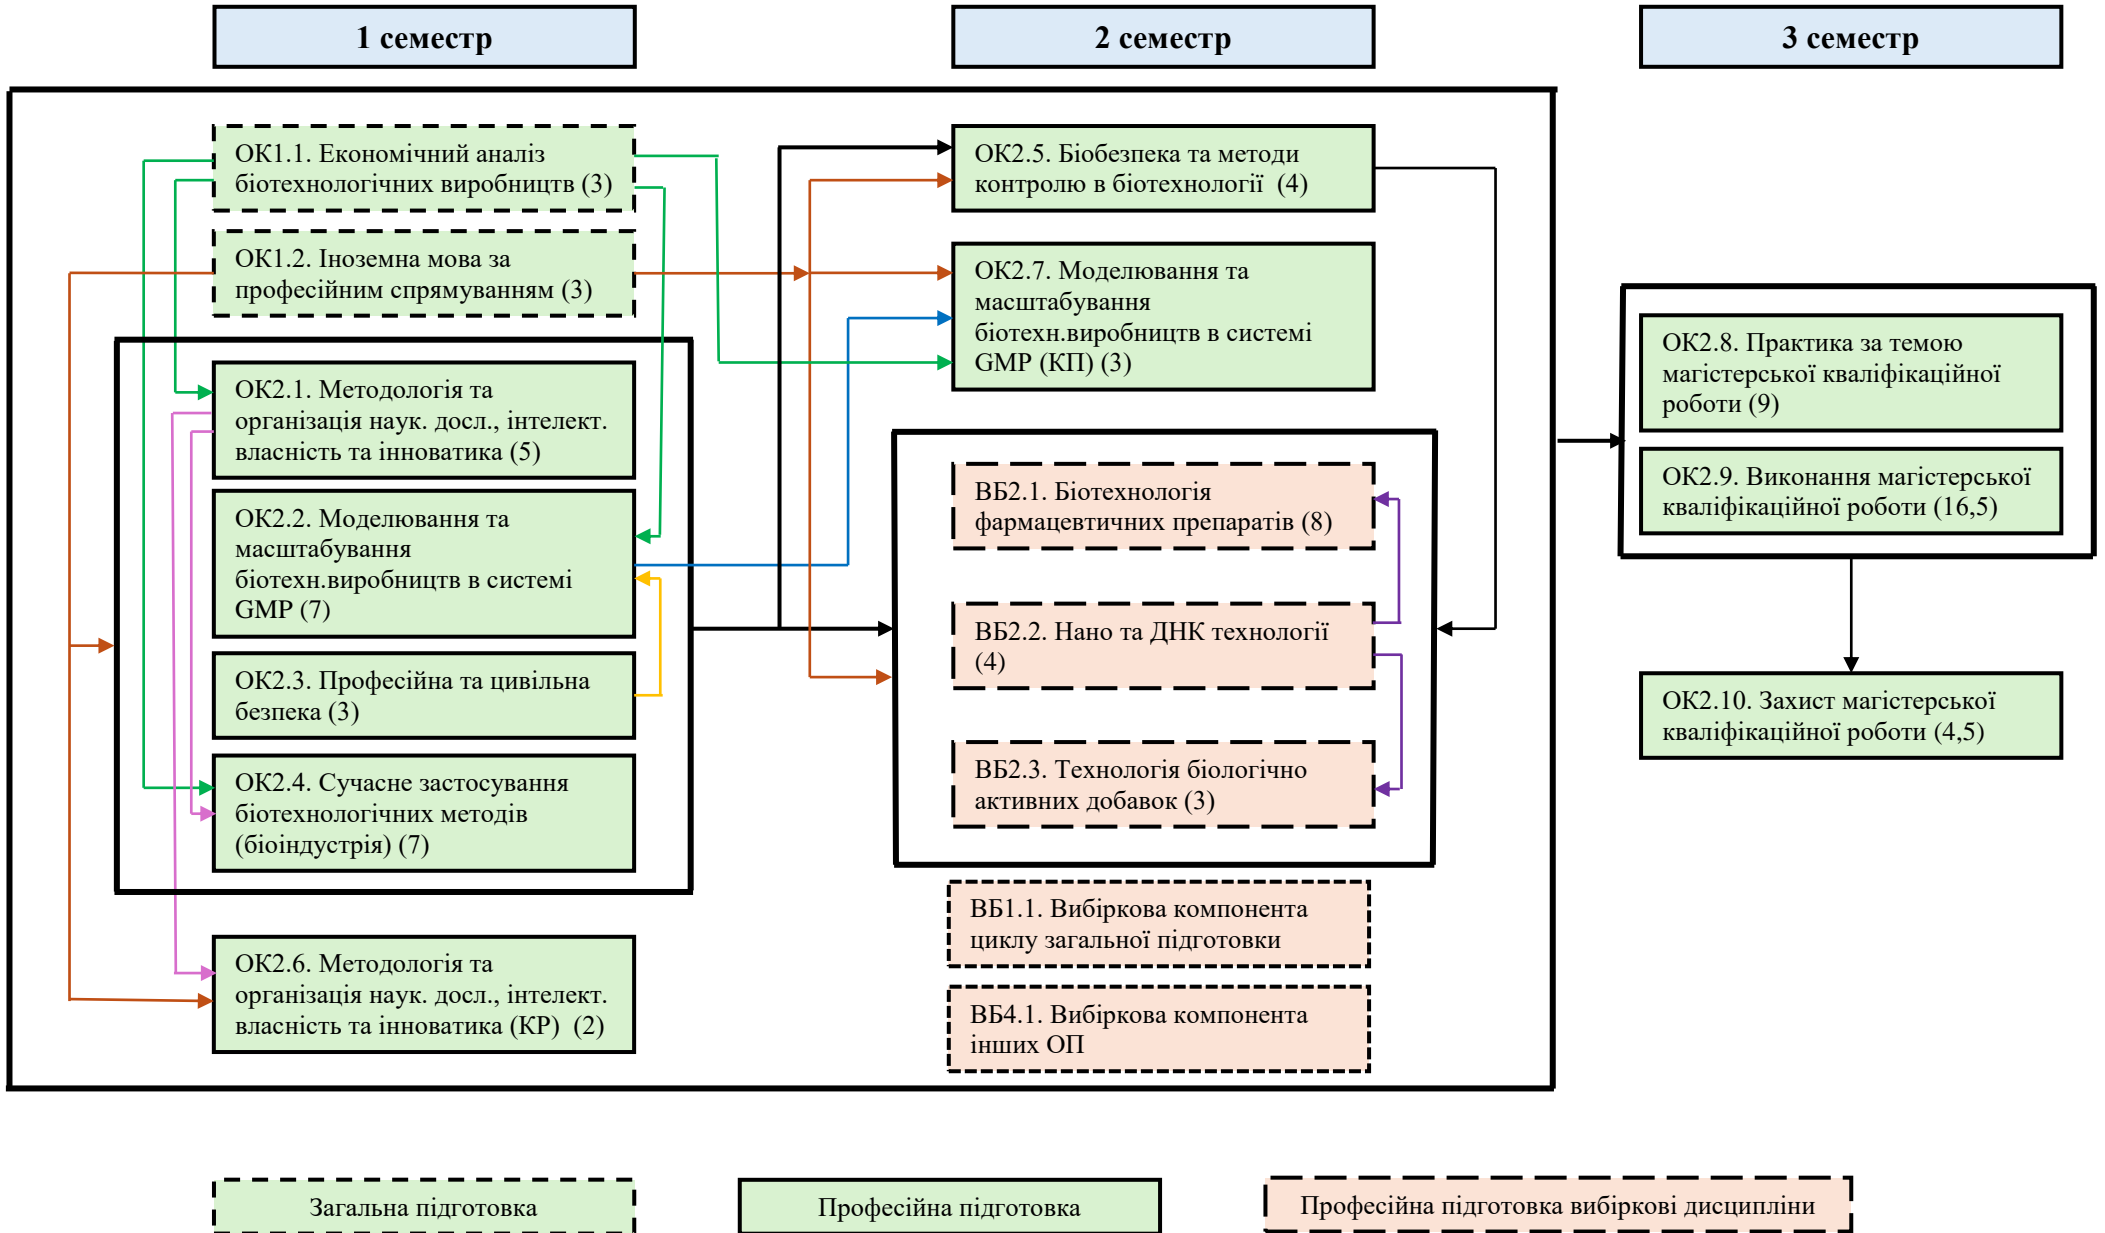 1 семестр
2 семестр
3 семестр
ОК1.1. Економічний аналіз
біотехнологічних виробництв (3)
ОК1.2. Іноземна мова за
професійним спрямуванням (3)
ОК2.1. Методологія та
організація наук. досл., інтелект.
власність та інноватика (5)
ОК2.2. Моделювання та
масштабування
біотехн.виробництв в системі
GMP (7)
ОК2.3. Професійна та цивільна
безпека (3)
ОК2.4. Сучасне застосування
біотехнологічних методів
(біоіндустрія) (7)
ОК2.6. Методологія та
організація наук. досл., інтелект.
власність та інноватика (КР) (2)
ОК2.5. Біобезпека та методи
контролю в біотехнології (4)
ОК2.7. Моделювання та
масштабування
біотехн.виробництв в системі
GMP (КП) (3)
ВБ2.1. Біотехнологія
фармацевтичних препаратів (8)
ВБ2.2. Нано та ДНК технології
(4)
ВБ2.3. Технологія біологічно
активних добавок (3)
ВБ1.1. Вибіркова компонента
циклу загальної підготовки
ВБ4.1. Вибіркова компонента
інших ОП
ОК2.8. Практика за темою
магістерської кваліфікаційної
роботи (9)
ОК2.9. Виконання магістерської
кваліфікаційної роботи (16,5)
ОК2.10. Захист магістерської
кваліфікаційної роботи (4,5)
Загальна підготовка
Професійна підготовка
Професійна підготовка вибіркові дисципліни